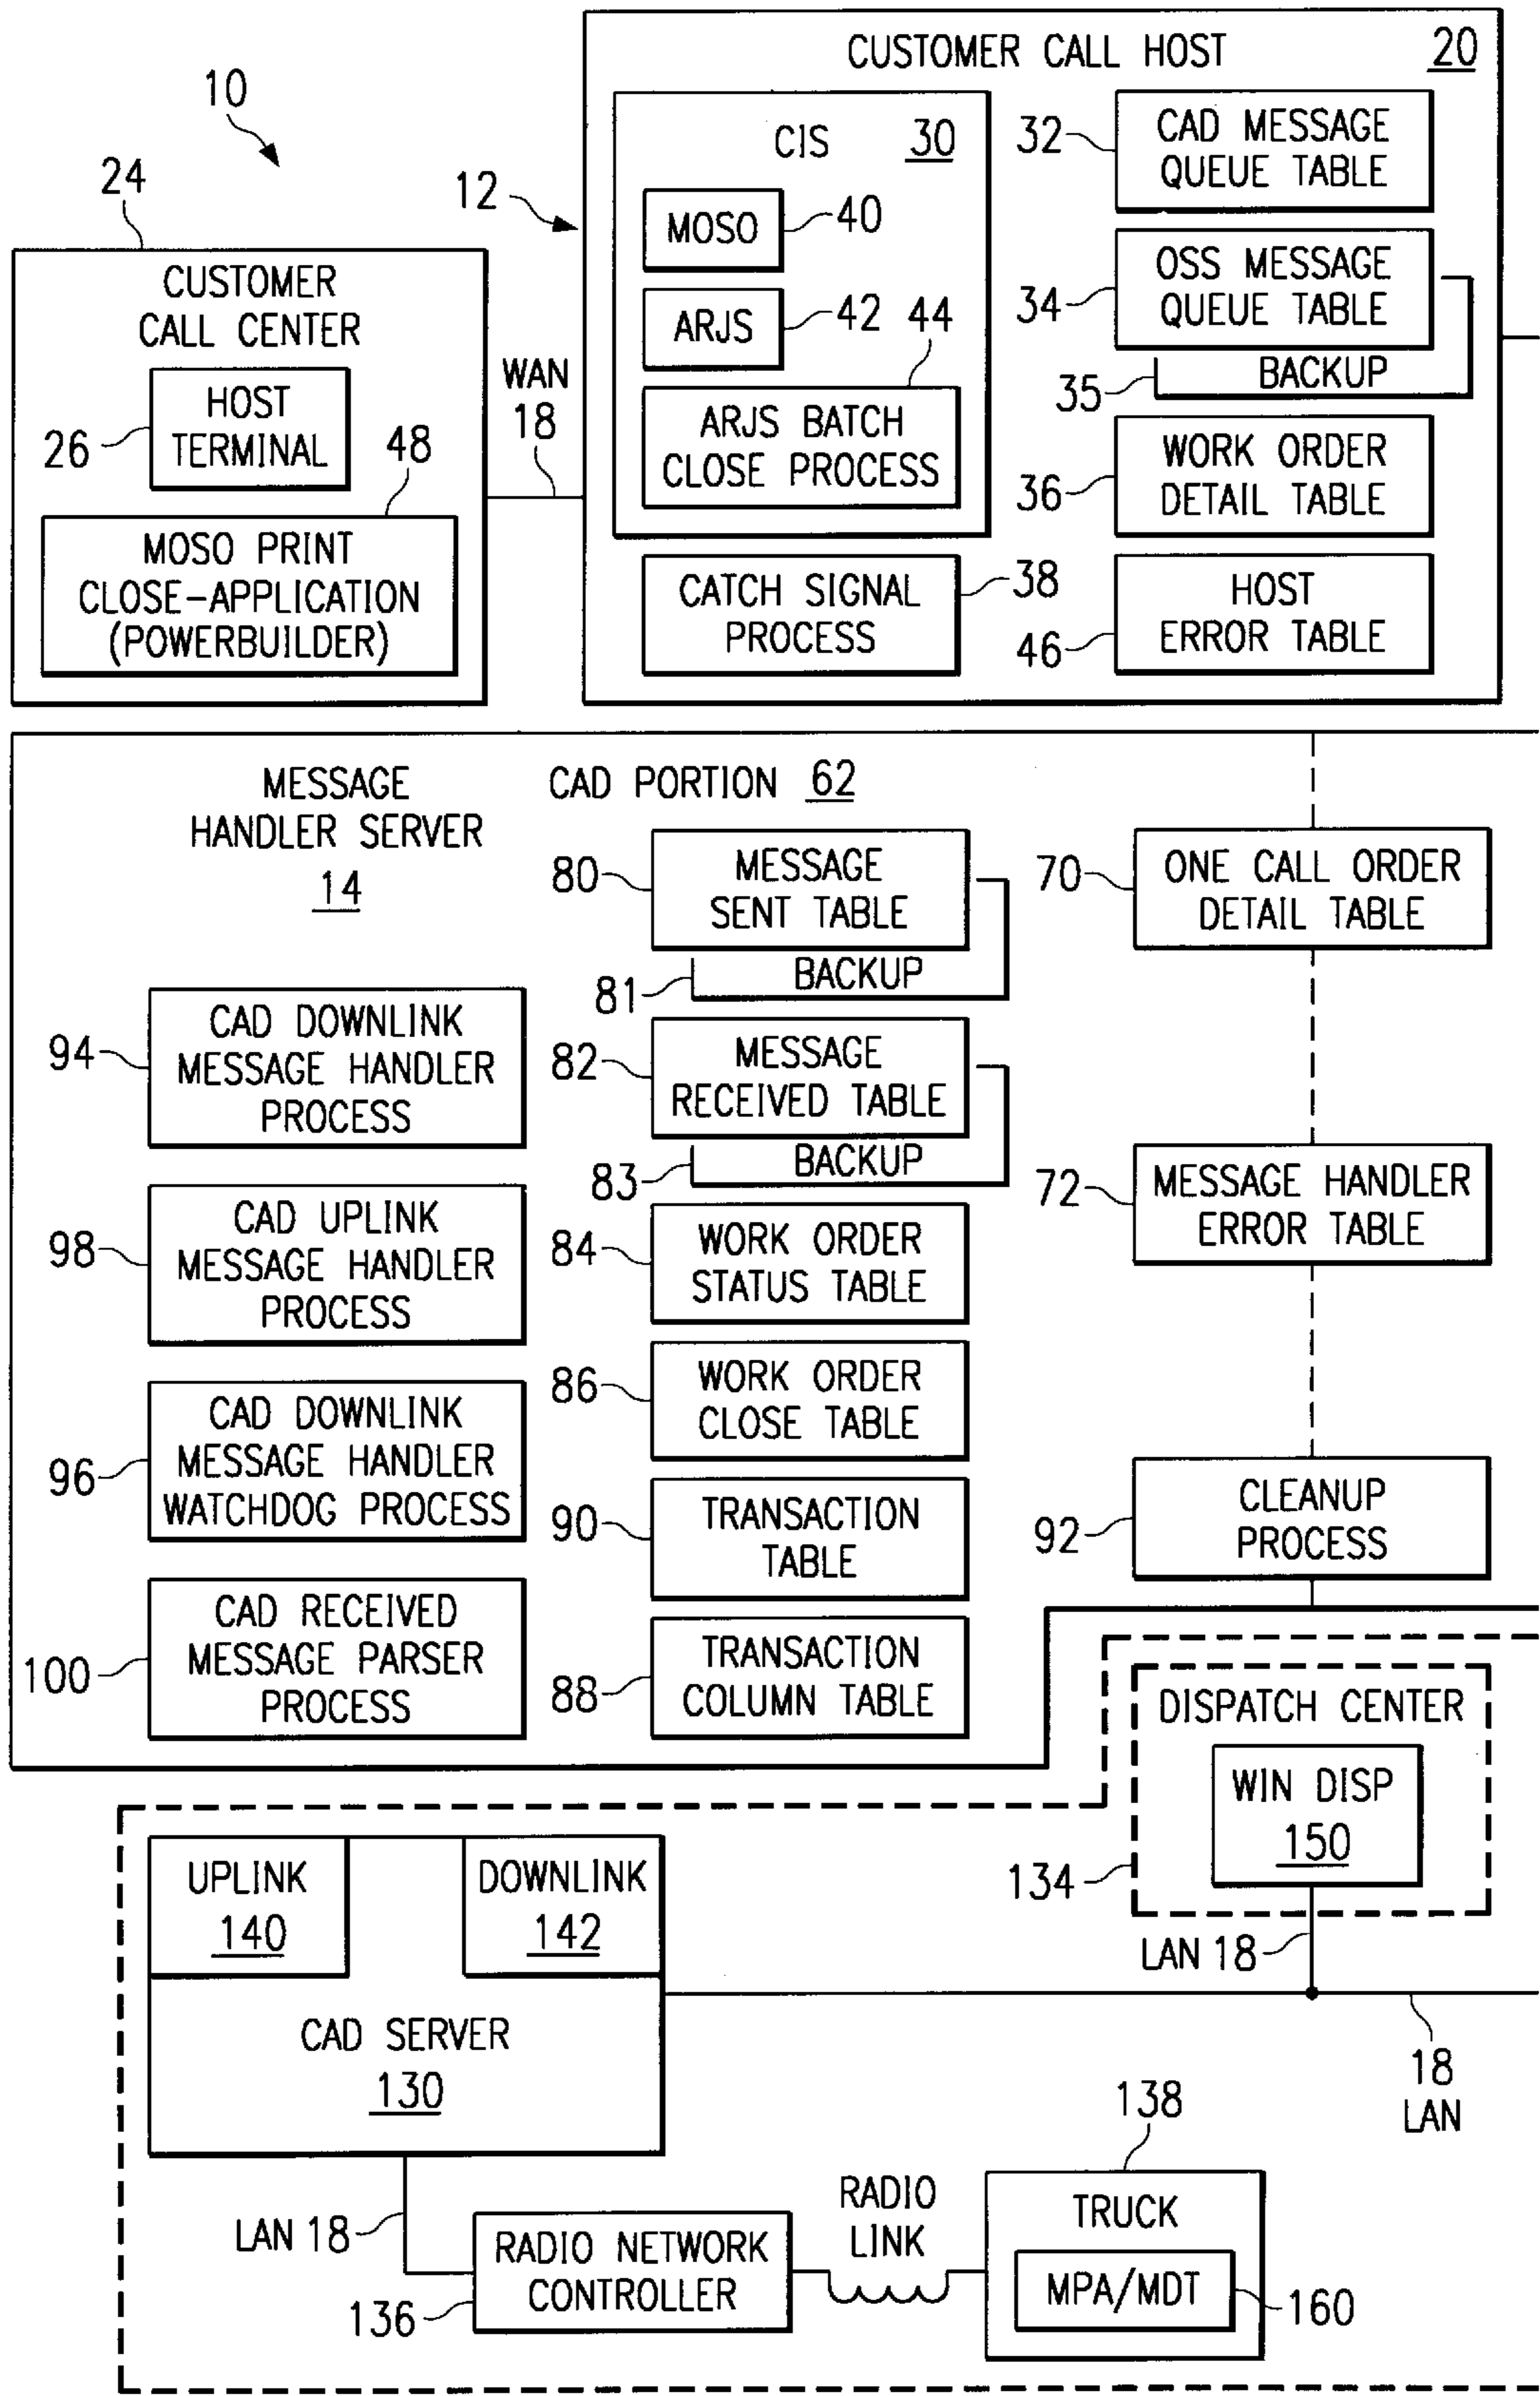 10
24
CUSTOMER
CALL CENTER
HOST
TERMINAL
26
48
MOSO PRINT
CLOSE-APPLICATION
(POWERBUILDER)
WAN
18
12
CUSTOMER CALL HOST
20
CIS
30
MOSO
40
ARJS
42
44
ARJS BATCH
CLOSE PROCESS
CATCH SIGNAL
PROCESS
38
32
CAD MESSAGE
QUEUE TABLE
34
OSS MESSAGE
QUEUE TABLE
35
BACKUP
36
WORK ORDER
DETAIL TABLE
46
HOST
ERROR TABLE
MESSAGE
HANDLER SERVER
14
CAD PORTION 62
94
CAD DOWNLINK
MESSAGE HANDLER
PROCESS
98
CAD UPLINK
MESSAGE HANDLER
PROCESS
96
CAD DOWNLINK
MESSAGE HANDLER
WATCHDOG PROCESS
100
CAD RECEIVED
MESSAGE PARSER
PROCESS
80
MESSAGE
SENT TABLE
81
BACKUP
82
MESSAGE
RECEIVED TABLE
83
BACKUP
84
WORK ORDER
STATUS TABLE
86
WORK ORDER
CLOSE TABLE
90
TRANSACTION
TABLE
88
TRANSACTION
COLUMN TABLE
70
ONE CALL ORDER
DETAIL TABLE
72
MESSAGE HANDLER
ERROR TABLE
92
CLEANUP
PROCESS
DISPATCH CENTER
WIN DISP
150
134
LAN 18
UPLINK
140
DOWNLINK
142
CAD SERVER
130
18
LAN
LAN 18
RADIO NETWORK
CONTROLLER
136
RADIO
LINK
138
TRUCK
MPA/MDT
160